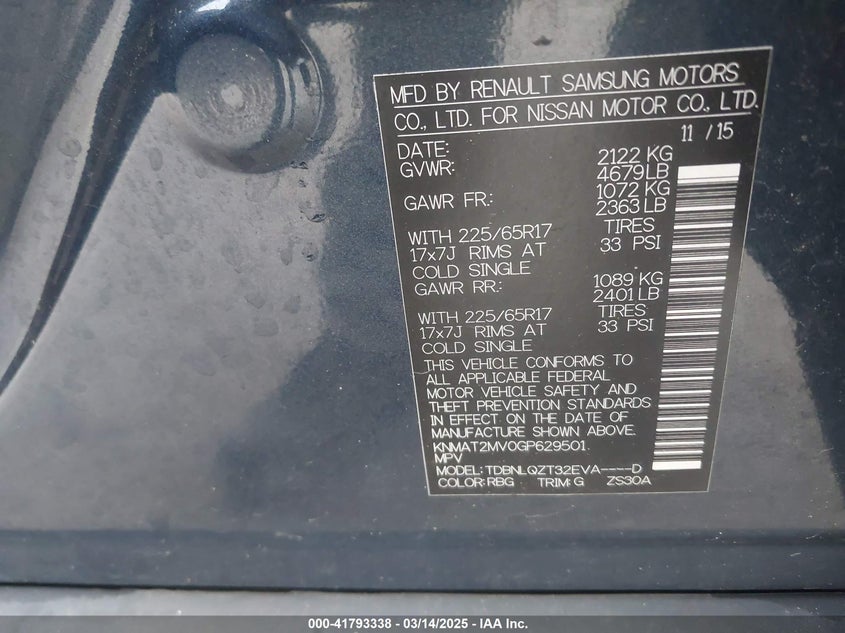 MFD BY RENAULT SAMSUNG MOTORS
CO., LTD. FOR NISSAN MOTOR CO., LTD.
DATE: 11 / 15
GVWR: 2122 KG
4679 LB
GAWR FR: 1072 KG
2363 LB
WITH 225/65R17 TIRES
17x7J RIMS AT 33 PSI
COLD SINGLE
GAWR RR: 1089 KG
2401 LB
WITH 225/65R17 TIRES
17x7J RIMS AT 33 PSI
COLD SINGLE
THIS VEHICLE CONFORMS TO
ALL APPLICABLE FEDERAL
MOTOR VEHICLE SAFETY AND
THEFT PREVENTION STANDARDS
IN EFFECT ON THE DATE OF
MANUFACTURE SHOWN ABOVE.
KNMAT2MV0GP629501
MPV
MODEL: TDBNLQZT32EVA----D
COLOR: RBG TRIM: G ZS30A
000-41793338 - 03/14/2025 - IAA Inc.